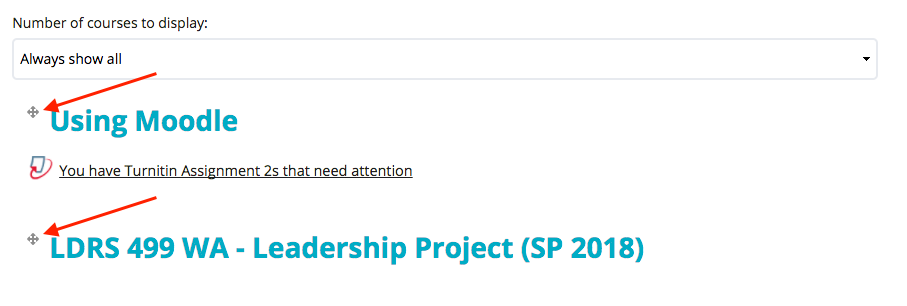 Number of courses to display:
Always show all
Using Moodle
You have Turnitin Assignment 2s that need attention
LDRS 499 WA - Leadership Project (SP 2018)